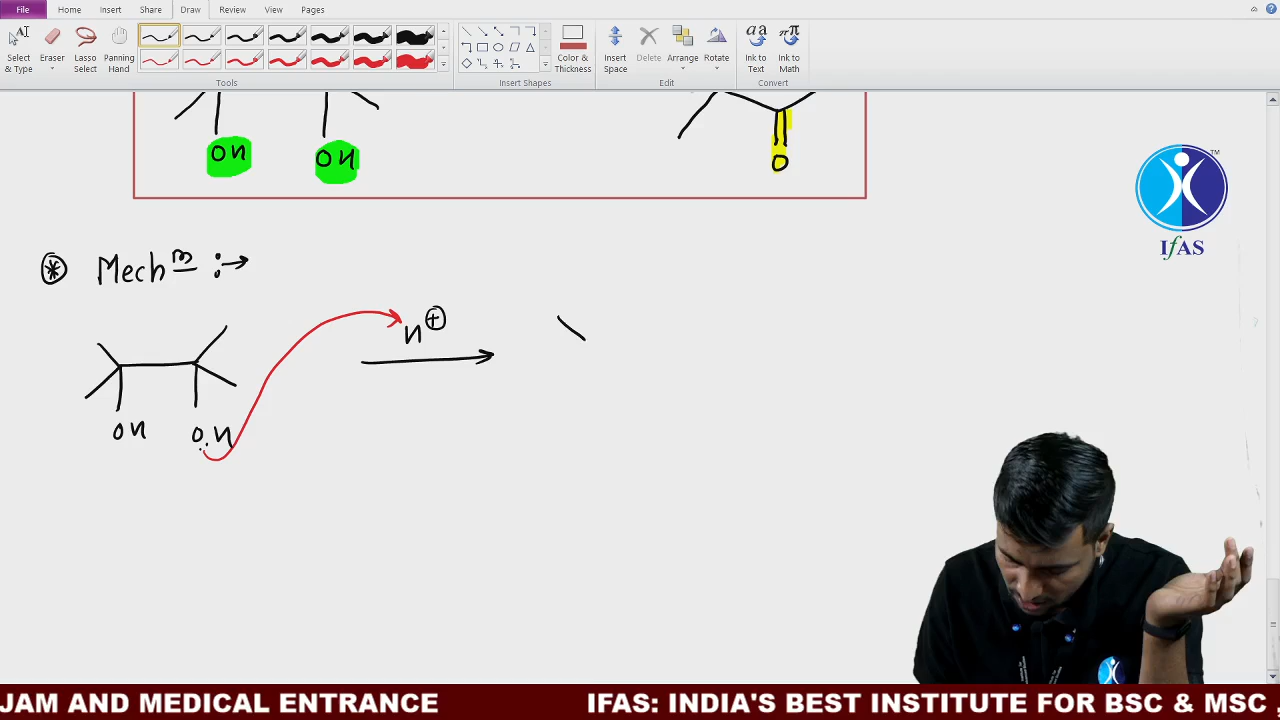 File Home Insert Share Draw Review View Pages
Select & Type Eraser Lasso Select Panning Hand Color & Thickness Insert Space Delete Arrange Rotate Ink to Text Ink to Math
Tools Insert Shapes Edit Convert
OH OH O
TM
IFAS
* Mechm :→
H+
OH OH
JAM AND MEDICAL ENTRANCE IFAS: INDIA'S BEST INSTITUTE FOR BSC & MSC